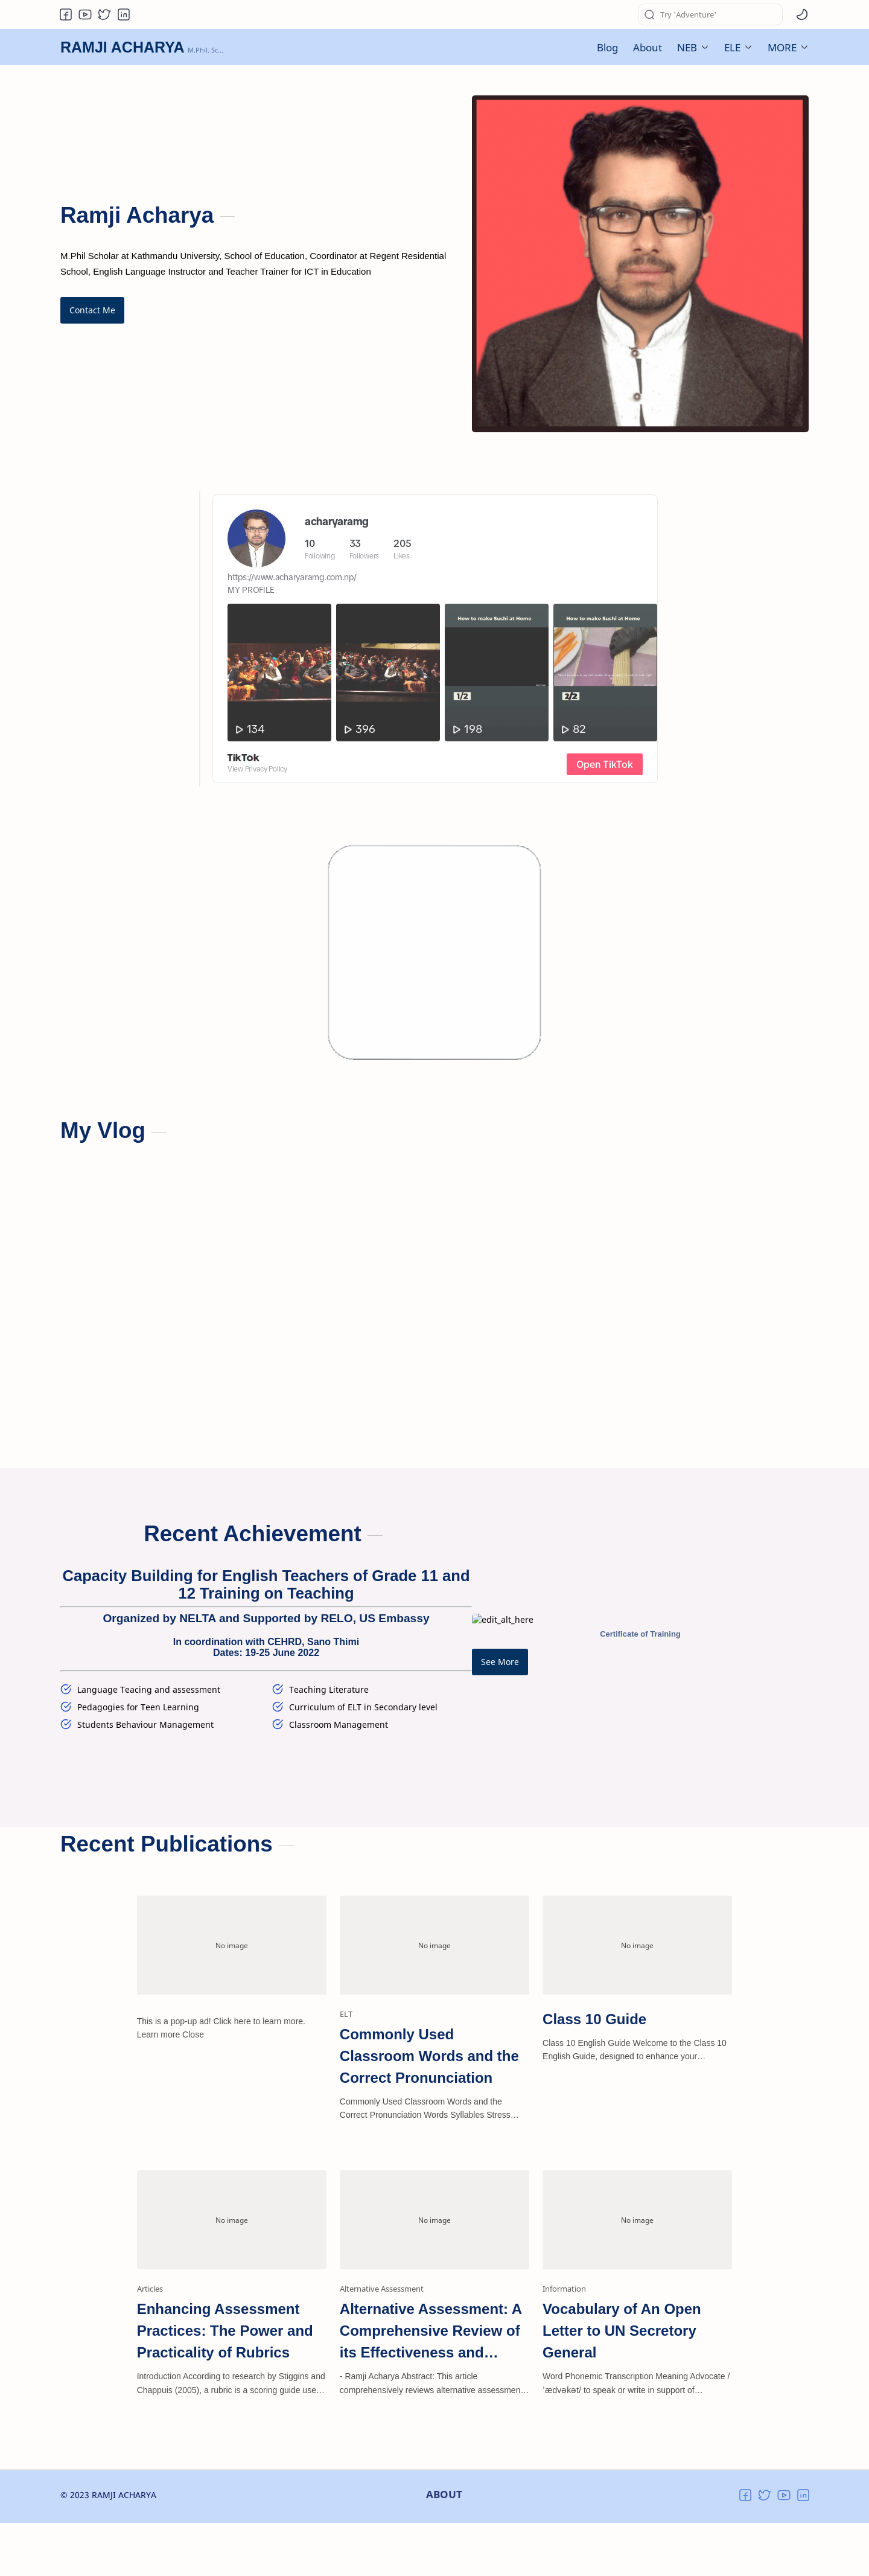 Try 'Adventure'
RAMJI ACHARYA M.Phil. Sc...
Blog About NEB ELE MORE
Ramji Acharya
M.Phil Scholar at Kathmandu University, School of Education, Coordinator at Regent Residential
School, English Language Instructor and Teacher Trainer for ICT in Education
Contact Me
acharyaramg
10 33 205
Following Followers Likes
https://www.acharyaramg.com.np/
MY PROFILE
How to make Sushi at Home
How to make Sushi at Home
1/2
2/2
134 396 198 82
TikTok
View Privacy Policy
Open TikTok
My Vlog
Recent Achievement
Capacity Building for English Teachers of Grade 11 and
12 Training on Teaching
Organized by NELTA and Supported by RELO, US Embassy
In coordination with CEHRD, Sano Thimi
Dates: 19-25 June 2022
Language Teacing and assessment
Teaching Literature
Pedagogies for Teen Learning
Curriculum of ELT in Secondary level
Students Behaviour Management
Classroom Management
edit_alt_here
Certificate of Training
See More
Recent Publications
No image
This is a pop-up ad! Click here to learn more.
Learn more Close
No image
ELT
Commonly Used
Classroom Words and the
Correct Pronunciation
Commonly Used Classroom Words and the
Correct Pronunciation Words Syllables Stress…
No image
Class 10 Guide
Class 10 English Guide Welcome to the Class 10
English Guide, designed to enhance your…
No image
Articles
Enhancing Assessment
Practices: The Power and
Practicality of Rubrics
Introduction According to research by Stiggins and
Chappuis (2005), a rubric is a scoring guide use…
No image
Alternative Assessment
Alternative Assessment: A
Comprehensive Review of
its Effectiveness and…
- Ramji Acharya Abstract: This article
comprehensively reviews alternative assessmen…
No image
Information
Vocabulary of An Open
Letter to UN Secretory
General
Word Phonemic Transcription Meaning Advocate /
ˈædvəkət/ to speak or write in support of…
© 2023 RAMJI ACHARYA
ABOUT